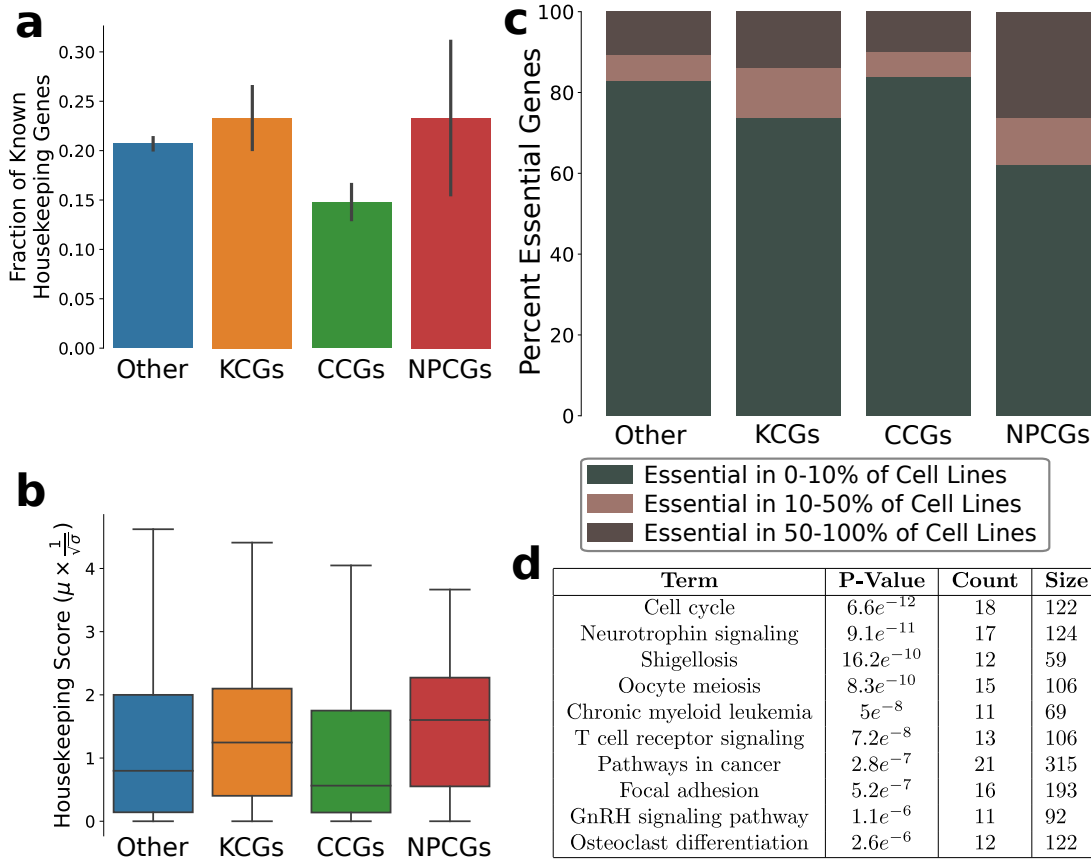 a
Fraction of Known
Housekeeping Genes
0.30
0.25
0.20
0.15
0.10
0.05
0.00
Other KCGs CCGs NPCGs
b
Housekeeping Score (μ × 1/√σ)
4
3
2
1
0
Other KCGs CCGs NPCGs
c
Percent Essential Genes
100
80
60
40
20
0
Other KCGs CCGs NPCGs
Essential in 0-10% of Cell Lines
Essential in 10-50% of Cell Lines
Essential in 50-100% of Cell Lines
d
Term P-Value Count Size
Cell cycle 6.6e⁻¹² 18 122
Neurotrophin signaling 9.1e⁻¹¹ 17 124
Shigellosis 16.2e⁻¹⁰ 12 59
Oocyte meiosis 8.3e⁻¹⁰ 15 106
Chronic myeloid leukemia 5e⁻⁸ 11 69
T cell receptor signaling 7.2e⁻⁸ 13 106
Pathways in cancer 2.8e⁻⁷ 21 315
Focal adhesion 5.2e⁻⁷ 16 193
GnRH signaling pathway 1.1e⁻⁶ 11 92
Osteoclast differentiation 2.6e⁻⁶ 12 122